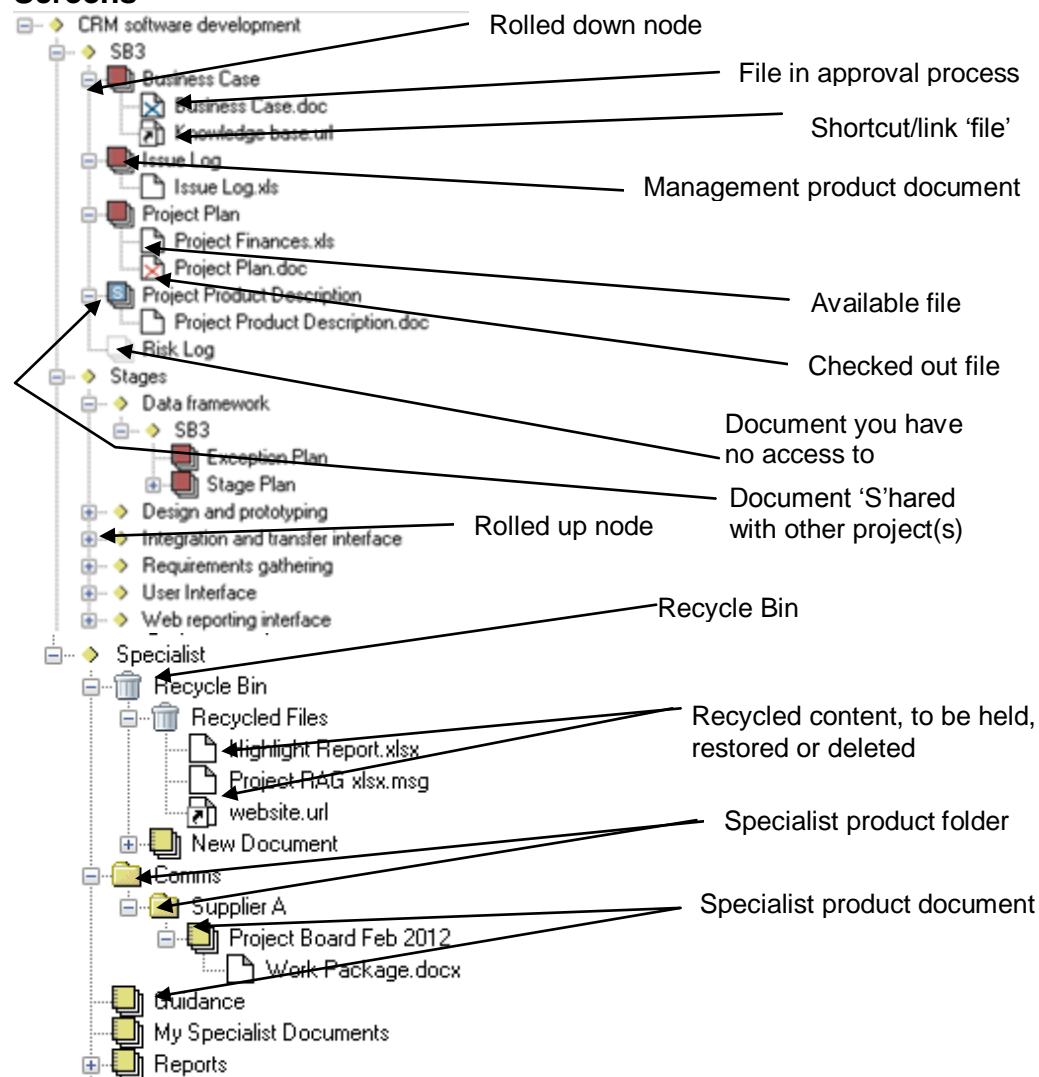 Screens
CRM software development
Rolled down node
SB3
Business Case
File in approval process
Business Case.doc
Knowledge base.url
Shortcut/link ‘file’
Issue Log
Issue Log.xls
Management product document
Project Plan
Project Finances.xls
Project Plan.doc
Project Product Description
Available file
Project Product Description.doc
Risk Log
Checked out file
Stages
Data framework
Document you have
no access to
SB3
Exception Plan
Stage Plan
Document ‘S’hared
with other project(s)
Design and prototyping
Rolled up node
Integration and transfer interface
Requirements gathering
User Interface
Recycle Bin
Web reporting interface
Specialist
Recycle Bin
Recycled Files
Recycled content, to be held,
restored or deleted
Highlight Report.xlsx
Project RAG xlsx.msg
website.url
Specialist product folder
New Document
Comms
Supplier A
Specialist product document
Project Board Feb 2012
Work Package.docx
Guidance
My Specialist Documents
Reports